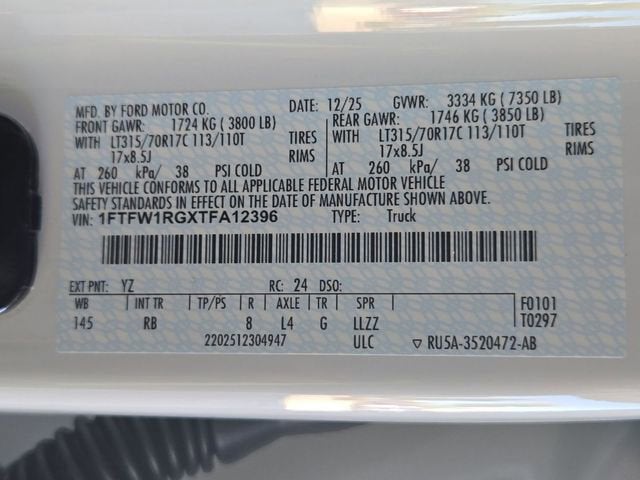 MFD. BY FORD MOTOR CO. DATE: 12/25 GVWR: 3334 KG ( 7350 LB)
FRONT GAWR: 1724 KG ( 3800 LB) REAR GAWR: 1746 KG ( 3850 LB)
WITH LT315/70R17C 113/110T TIRES WITH LT315/70R17C 113/110T TIRES
17x8.5J RIMS 17x8.5J RIMS
AT 260 kPa/ 38 PSI COLD AT 260 kPa/ 38 PSI COLD
THIS VEHICLE CONFORMS TO ALL APPLICABLE FEDERAL MOTOR VEHICLE
SAFETY STANDARDS IN EFFECT ON THE DATE OF MANUFACTURE SHOWN ABOVE.
VIN: 1FTFW1RGXTFA12396 TYPE: Truck
EXT PNT: YZ RC: 24 DSO:
WB INT TR TP/PS R AXLE TR SPR F0101
145 RB 8 L4 G LLZZ T0297
2202512304947 ULC ▽ RU5A-3520472-AB